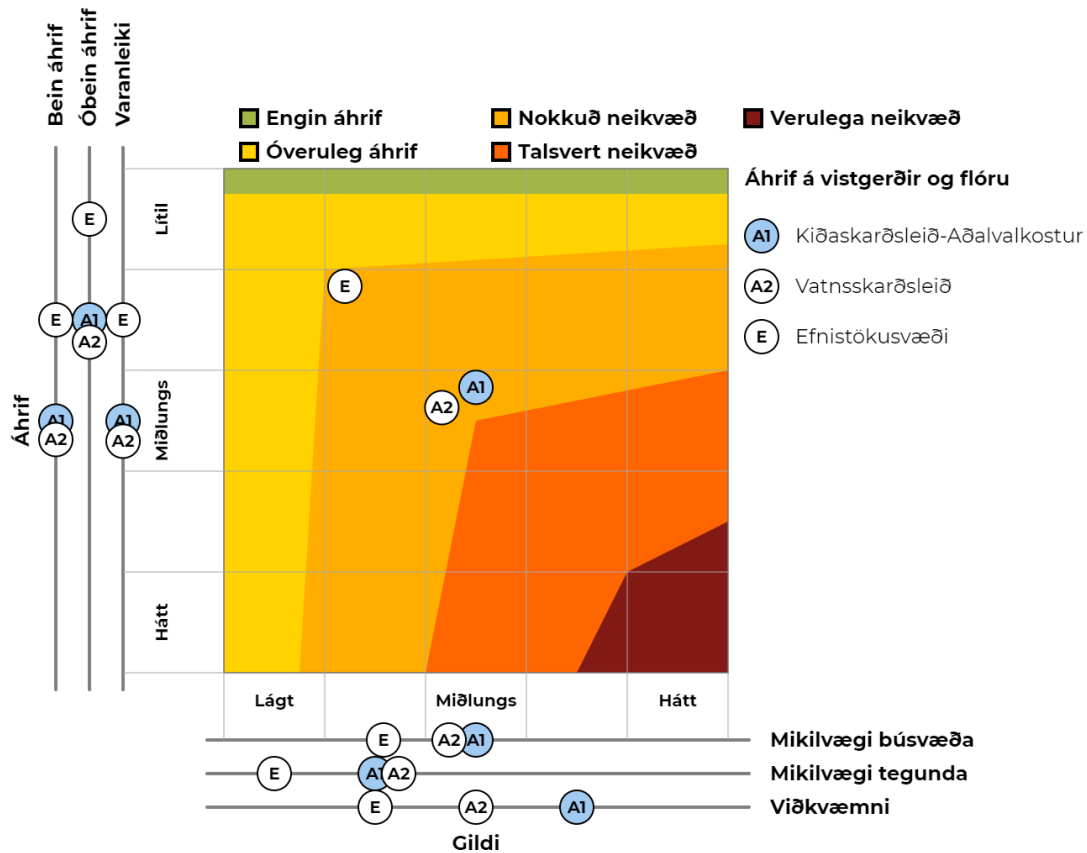 Bein áhrif
Óbein áhrif
Varanleiki
Engin áhrif
Nokkuð neikvæð
Verulega neikvæð
Óveruleg áhrif
Talsvert neikvæð
Áhrif á vistgerðir og flóru
A1 Kiðaskarðsleið-Aðalvalkostur
A2 Vatnsskarðsleið
E Efnistökusvæði
Lítil
Miðlungs
Hátt
Áhrif
E
E
A1
E
A2
A1
A1
A2
A2
E
A1
A2
Lágt
Miðlungs
Hátt
E A2 A1 Mikilvægi búsvæða
E A1 A2 Mikilvægi tegunda
E A2 A1 Viðkvæmni
Gildi